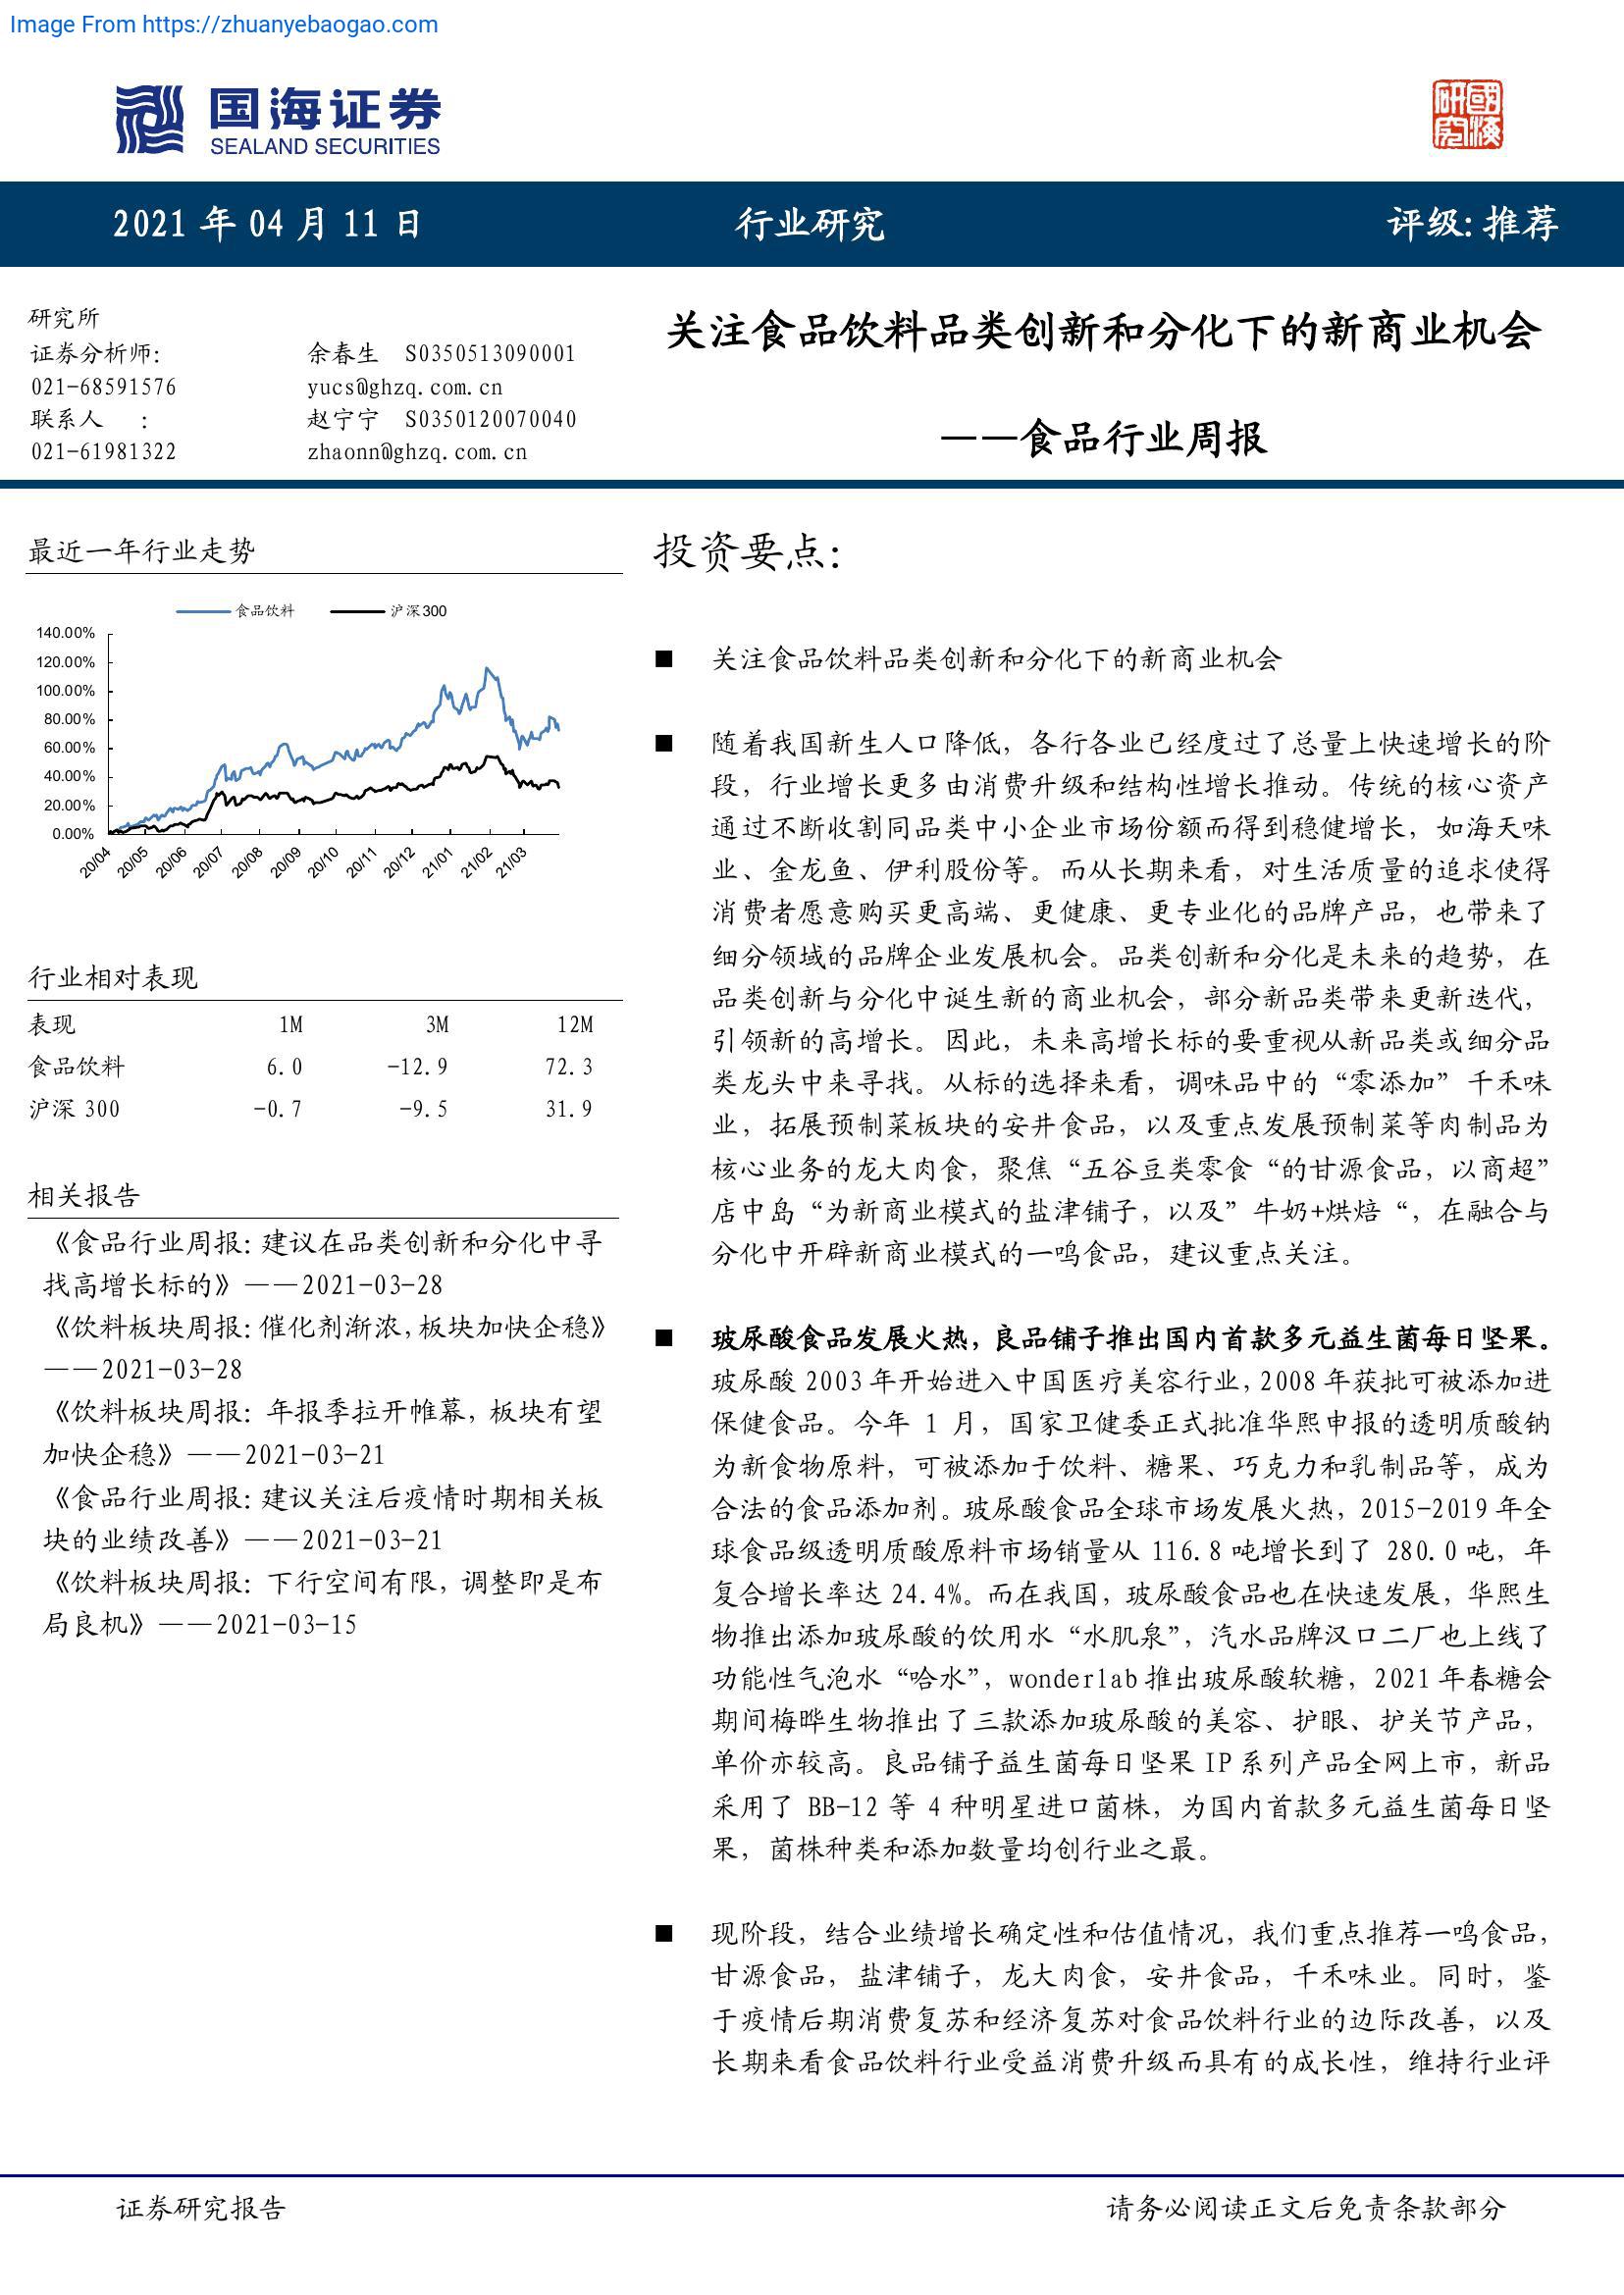 Image From https://zhuanyebaogao.com
国海证券
SEALAND SECURITIES
研國
究海
2021 年 04 月 11 日
行业研究
评级:推荐
研究所
证券分析师:
余春生 S0350513090001
021-68591576
yucs@ghzq.com.cn
联系人 :
赵宁宁 S0350120070040
021-61981322
zhaonn@ghzq.com.cn
关注食品饮料品类创新和分化下的新商业机会
——食品行业周报
最近一年行业走势
食品饮料
沪深300
140.00%
120.00%
100.00%
80.00%
60.00%
40.00%
20.00%
0.00%
20/04 20/05 20/06 20/07 20/08 20/09 20/10 20/11 20/12 21/01 21/02 21/03
行业相对表现
表现 1M 3M 12M
食品饮料 6.0 -12.9 72.3
沪深 300 -0.7 -9.5 31.9
相关报告
《食品行业周报:建议在品类创新和分化中寻
找高增长标的》——2021-03-28
《饮料板块周报:催化剂渐浓,板块加快企稳》
——2021-03-28
《饮料板块周报: 年报季拉开帷幕, 板块有望
加快企稳》——2021-03-21
《食品行业周报:建议关注后疫情时期相关板
块的业绩改善》——2021-03-21
《饮料板块周报: 下行空间有限, 调整即是布
局良机》——2021-03-15
投资要点:
■ 关注食品饮料品类创新和分化下的新商业机会
■ 随着我国新生人口降低，各行各业已经度过了总量上快速增长的阶
段，行业增长更多由消费升级和结构性增长推动。传统的核心资产
通过不断收割同品类中小企业市场份额而得到稳健增长，如海天味
业、金龙鱼、伊利股份等。而从长期来看，对生活质量的追求使得
消费者愿意购买更高端、更健康、更专业化的品牌产品，也带来了
细分领域的品牌企业发展机会。品类创新和分化是未来的趋势，在
品类创新与分化中诞生新的商业机会，部分新品类带来更新迭代，
引领新的高增长。因此，未来高增长标的要重视从新品类或细分品
类龙头中来寻找。从标的选择来看，调味品中的“零添加”千禾味
业，拓展预制菜板块的安井食品，以及重点发展预制菜等肉制品为
核心业务的龙大肉食，聚焦“五谷豆类零食“的甘源食品，以商超”
店中岛“为新商业模式的盐津铺子，以及”牛奶+烘焙“，在融合与
分化中开辟新商业模式的一鸣食品，建议重点关注。
■ 玻尿酸食品发展火热，良品铺子推出国内首款多元益生菌每日坚果。
玻尿酸 2003 年开始进入中国医疗美容行业，2008 年获批可被添加进
保健食品。今年 1 月，国家卫健委正式批准华熙申报的透明质酸钠
为新食物原料，可被添加于饮料、糖果、巧克力和乳制品等，成为
合法的食品添加剂。玻尿酸食品全球市场发展火热，2015-2019 年全
球食品级透明质酸原料市场销量从 116.8 吨增长到了 280.0 吨，年
复合增长率达 24.4%。而在我国，玻尿酸食品也在快速发展，华熙生
物推出添加玻尿酸的饮用水“水肌泉”，汽水品牌汉口二厂也上线了
功能性气泡水“哈水”，wonderlab 推出玻尿酸软糖，2021 年春糖会
期间梅晔生物推出了三款添加玻尿酸的美容、护眼、护关节产品，
单价亦较高。良品铺子益生菌每日坚果 IP 系列产品全网上市，新品
采用了 BB-12 等 4 种明星进口菌株，为国内首款多元益生菌每日坚
果，菌株种类和添加数量均创行业之最。
■ 现阶段，结合业绩增长确定性和估值情况，我们重点推荐一鸣食品，
甘源食品，盐津铺子，龙大肉食，安井食品，千禾味业。同时，鉴
于疫情后期消费复苏和经济复苏对食品饮料行业的边际改善，以及
长期来看食品饮料行业受益消费升级而具有的成长性，维持行业评
证券研究报告
请务必阅读正文后免责条款部分